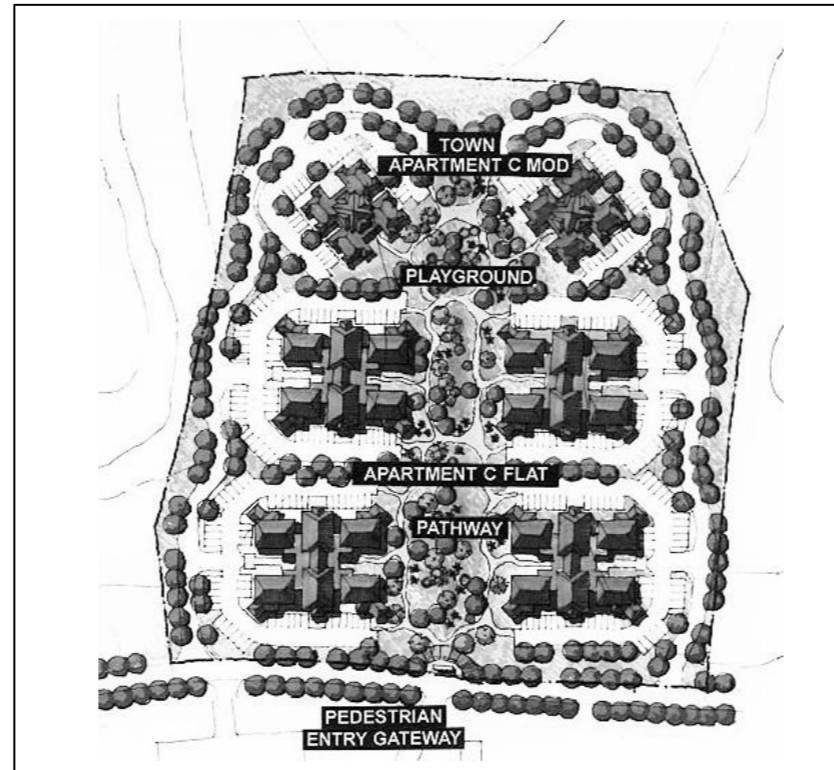 TOWN
APARTMENT C MOD
PLAYGROUND
APARTMENT C FLAT
PATHWAY
PEDESTRIAN
ENTRY GATEWAY